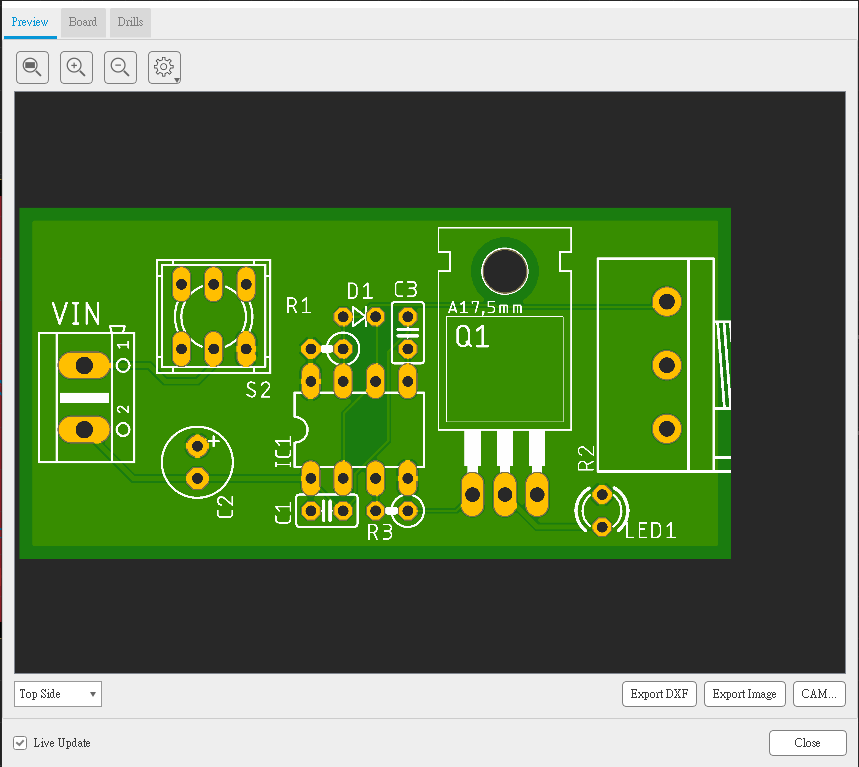 Preview Board Drills
VIN
1
2
S2
R1
D1
C3
A17,5mm
Q1
IC1
C2
+
C1
R3
R2
LED1
Top Side
Export DXF Export Image CAM...
Live Update
Close